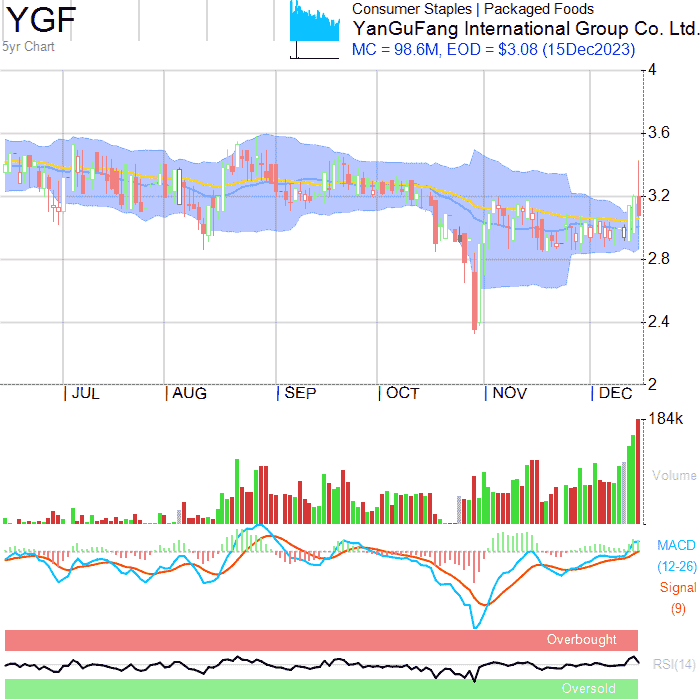 YGF
5yr Chart
Consumer Staples | Packaged Foods
YanGuFang International Group Co. Ltd.
MC = 98.6M, EOD = $3.08 (15Dec2023)
4
3.6
3.2
2.8
2.4
2
JUL AUG SEP OCT NOV DEC
184k
Volume
MACD
(12-26)
Signal
(9)
Overbought
RSI(14)
Oversold